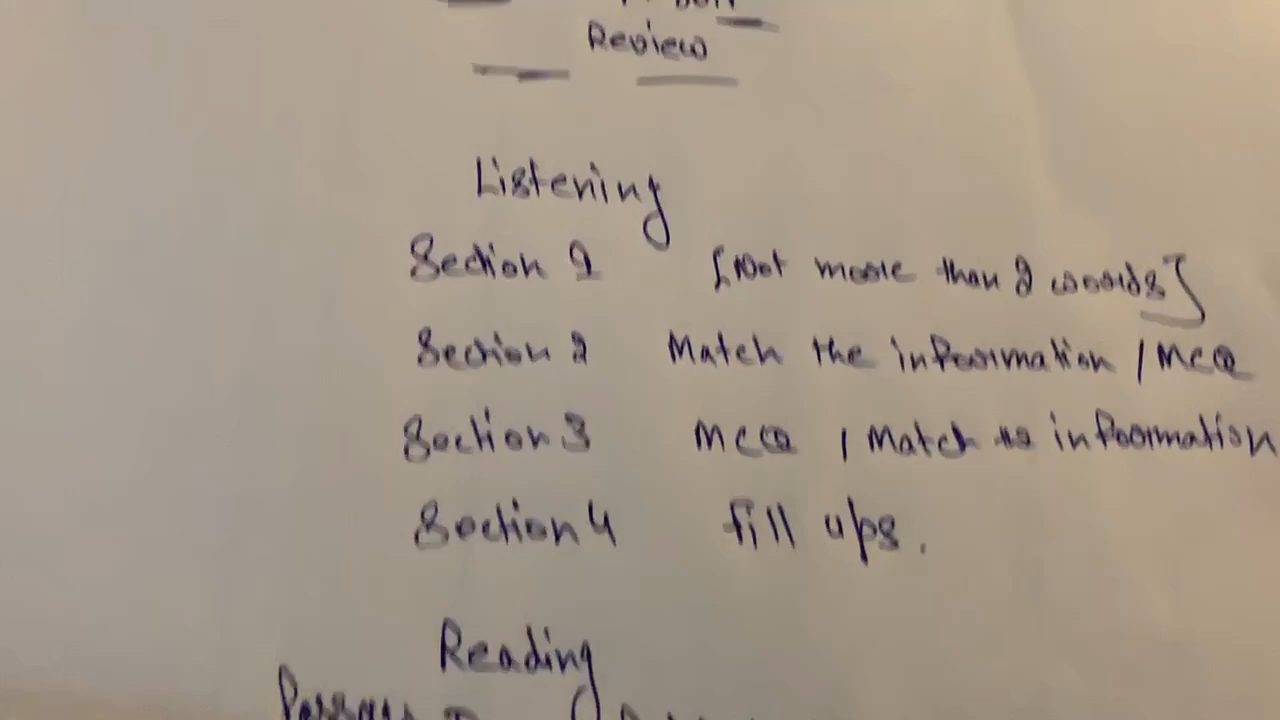 Review
Listening
Section 1 [Not more than 2 words]
Section 2 Match the information / MCQ
Section 3 MCQ / Match the information
Section 4 fill ups.
Reading